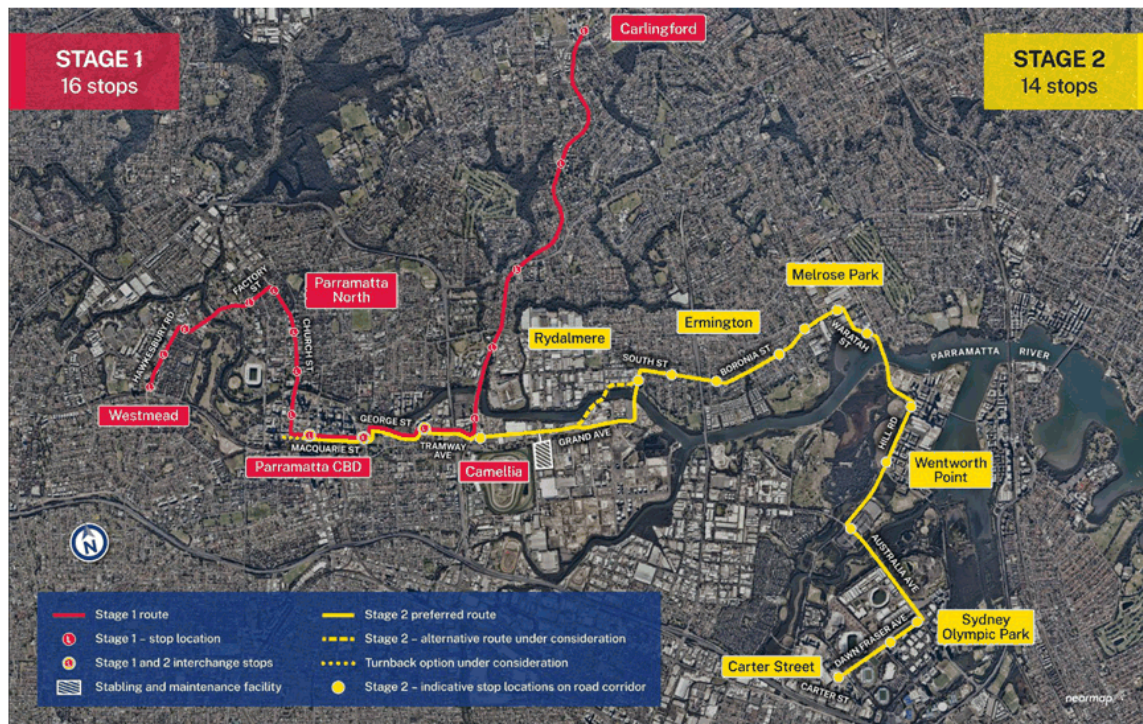 STAGE 1
16 stops
Carlingford
STAGE 2
14 stops
Melrose Park
FACTORY ST
Parramatta North
HAWKESBURY RD
CHURCH ST
Ermington
Rydalmere
WARATAH ST
PARRAMATTA RIVER
SOUTH ST
BORONIA ST
Westmead
GEORGE ST
HILL RD
MACQUARIE ST
TRAMWAY AVE
GRAND AVE
Parramatta CBD
Camellia
Wentworth Point
N
AUSTRALIA AVE
Sydney Olympic Park
DAWN FRASER AVE
Carter Street
CARTER ST
Stage 1 route
Stage 1 – stop location
Stage 1 and 2 interchange stops
Stabling and maintenance facility
Stage 2 preferred route
Stage 2 – alternative route under consideration
Turnback option under consideration
Stage 2 – indicative stop locations on road corridor
nearmap